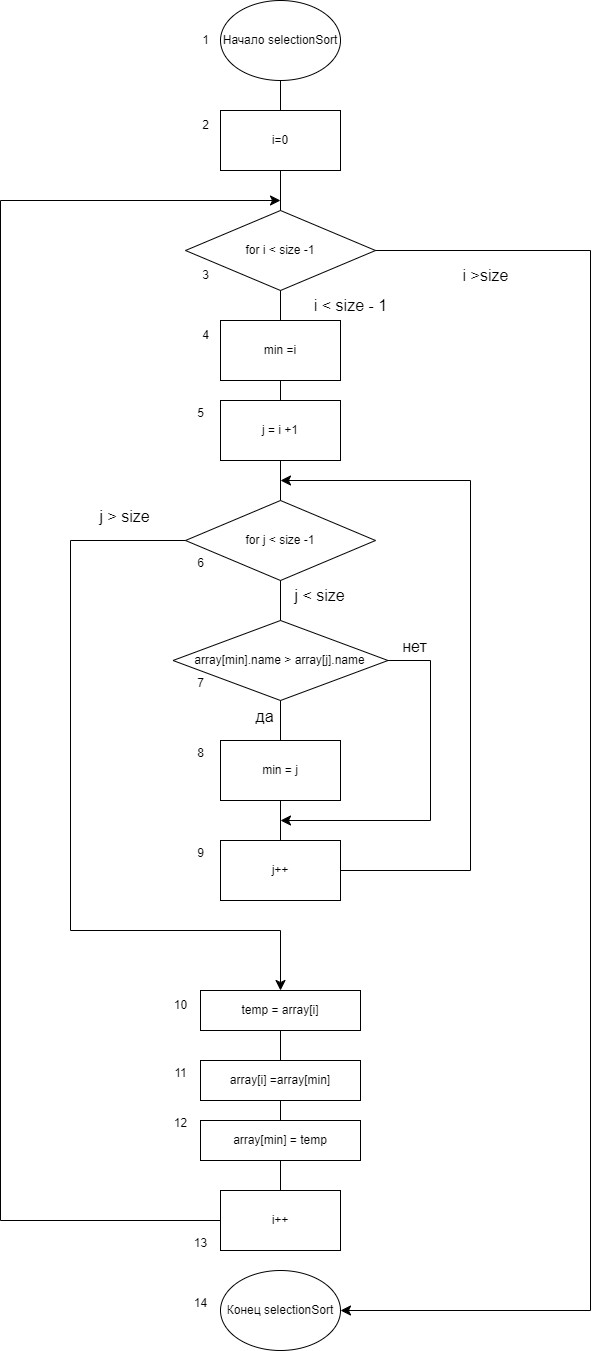 1
Начало selectionSort
2
i=0
for i < size -1
3
i >size
i < size - 1
4
min =i
5
j = i +1
j > size
for j < size -1
6
j < size
нет
array[min].name > array[j].name
7
да
8
min = j
9
j++
10
temp = array[i]
11
array[i] =array[min]
12
array[min] = temp
i++
13
14
Конец selectionSort